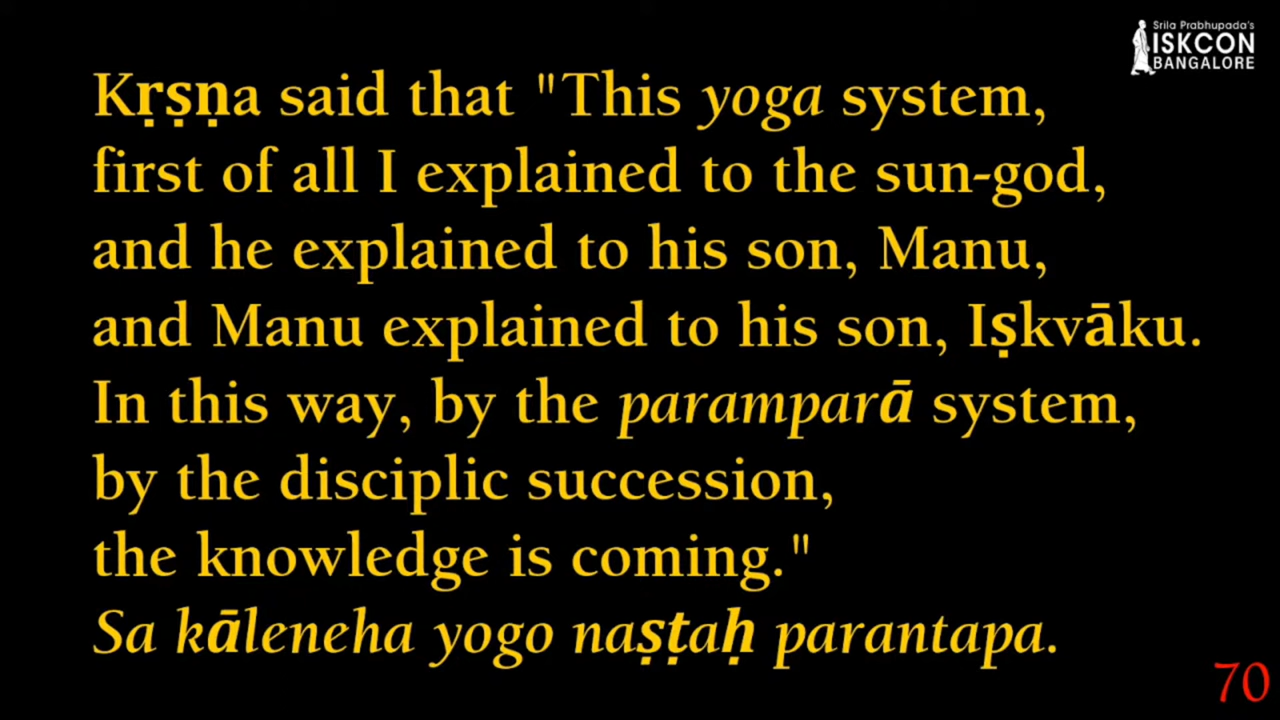 Srila Prabhupada's
ISKCON
BANGALORE
Kṛṣṇa said that "This yoga system,
first of all I explained to the sun-god,
and he explained to his son, Manu,
and Manu explained to his son, Iṣkvāku.
In this way, by the paramparā system,
by the disciplic succession,
the knowledge is coming."
Sa kāleneha yogo naṣṭaḥ parantapa.
70